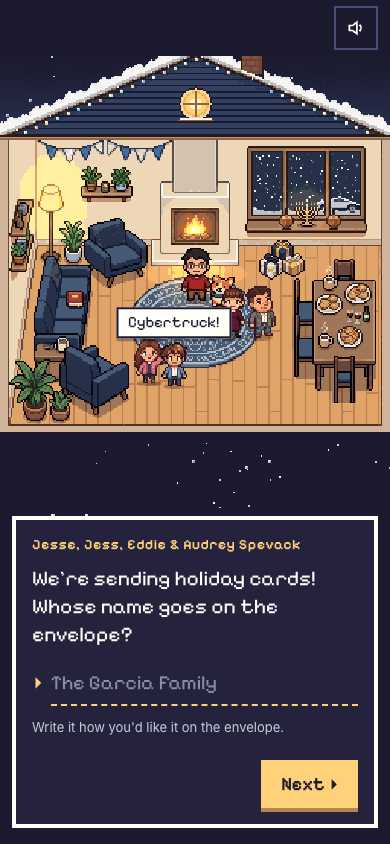 Cybertruck!
Jesse, Jess, Eddie & Audrey Spevack
We're sending holiday cards!
Whose name goes on the
envelope?
The Garcia Family
Write it how you'd like it on the envelope.
Next